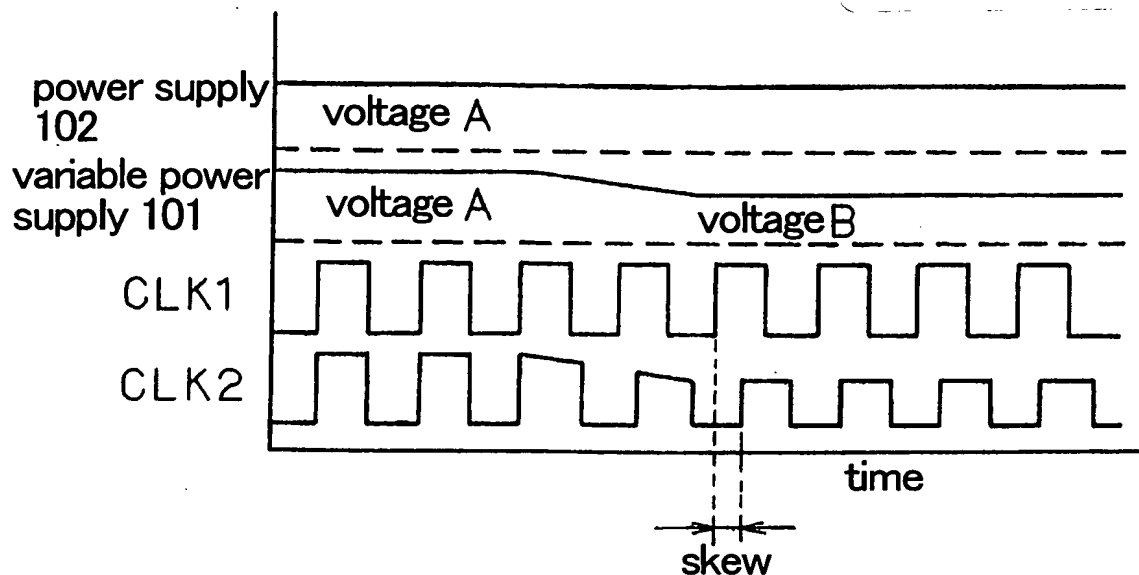 power supply
102
voltage A
variable power
supply 101
voltage A
voltage B
CLK1
CLK2
time
skew